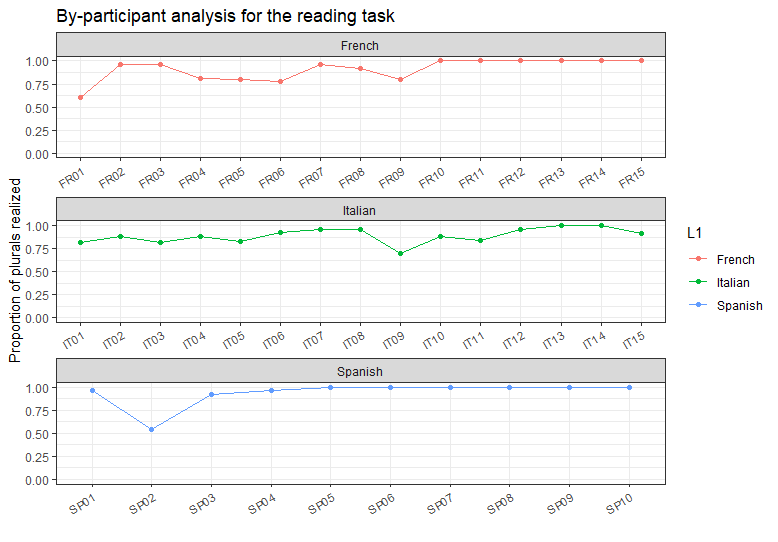 By-participant analysis for the reading task
French
1.00
0.75
0.50
0.25
0.00
FR01 FR02 FR03 FR04 FR05 FR06 FR07 FR08 FR09 FR10 FR11 FR12 FR13 FR14 FR15
Italian
1.00
0.75
0.50
0.25
0.00
IT01 IT02 IT03 IT04 IT05 IT06 IT07 IT08 IT09 IT10 IT11 IT12 IT13 IT14 IT15
Spanish
1.00
0.75
0.50
0.25
0.00
SP01 SP02 SP03 SP04 SP05 SP06 SP07 SP08 SP09 SP10
Proportion of plurals realized
L1
French
Italian
Spanish